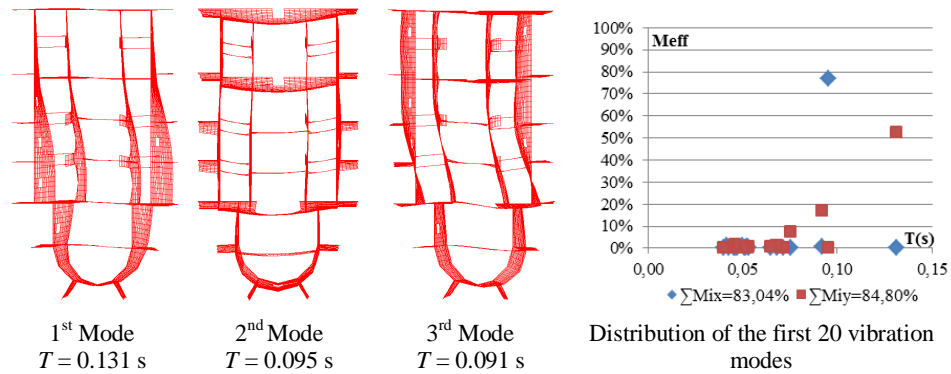 100%
90%
80%
70%
60%
50%
40%
30%
20%
10%
0%
Meff
T(s)
0,00 0,05 0,10 0,15
∑Mix=83,04% ∑Miy=84,80%
1st Mode
T = 0.131 s
2nd Mode
T = 0.095 s
3rd Mode
T = 0.091 s
Distribution of the first 20 vibration
modes